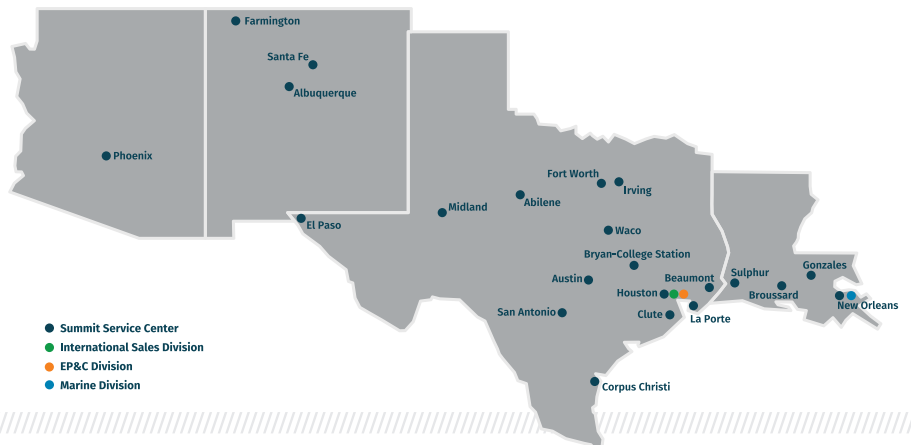 Farmington
Santa Fe
Albuquerque
Phoenix
Fort Worth
Irving
Abilene
Midland
El Paso
Waco
Bryan-College Station
Austin
Beaumont
Sulphur
Gonzales
Houston
Broussard
New Orleans
San Antonio
Clute
La Porte
Corpus Christi
Summit Service Center
International Sales Division
EP&C Division
Marine Division